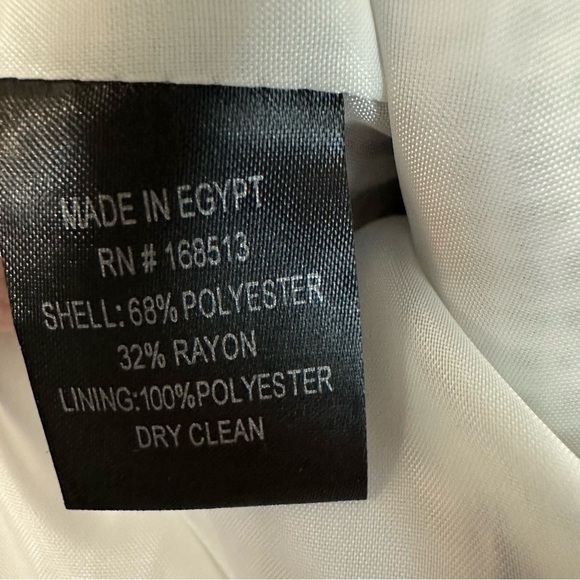 MADE IN EGYPT
RN # 168513
SHELL: 68% POLYESTER
32% RAYON
LINING:100%POLYESTER
DRY CLEAN